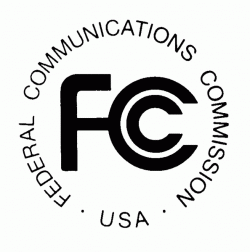 FEDERAL COMMUNICATIONS COMMISSION
FCC
· USA ·